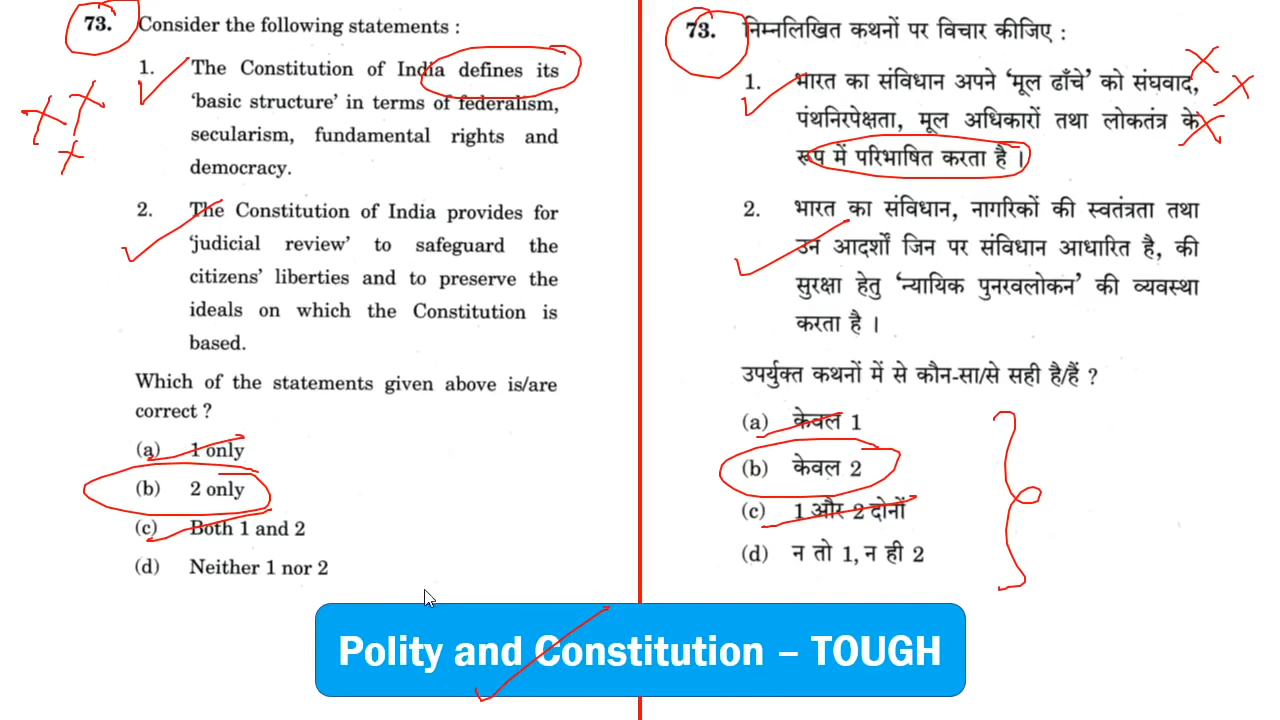 73. Consider the following statements :
1. The Constitution of India defines its
'basic structure' in terms of federalism,
secularism, fundamental rights and
democracy.
2. The Constitution of India provides for
'judicial review' to safeguard the
citizens' liberties and to preserve the
ideals on which the Constitution is
based.
Which of the statements given above is/are
correct ?
(a) 1 only
(b) 2 only
(c) Both 1 and 2
(d) Neither 1 nor 2
73. निम्नलिखित कथनों पर विचार कीजिए :
1. भारत का संविधान अपने 'मूल ढाँचे' को संघवाद,
पंथनिरपेक्षता, मूल अधिकारों तथा लोकतंत्र के
रूप में परिभाषित करता है ।
2. भारत का संविधान, नागरिकों की स्वतंत्रता तथा
उन आदर्शों जिन पर संविधान आधारित है, की
सुरक्षा हेतु 'न्यायिक पुनरवलोकन' की व्यवस्था
करता है ।
उपर्युक्त कथनों में से कौन-सा/से सही है/हैं ?
(a) केवल 1
(b) केवल 2
(c) 1 और 2 दोनों
(d) न तो 1, न ही 2
Polity and Constitution – TOUGH